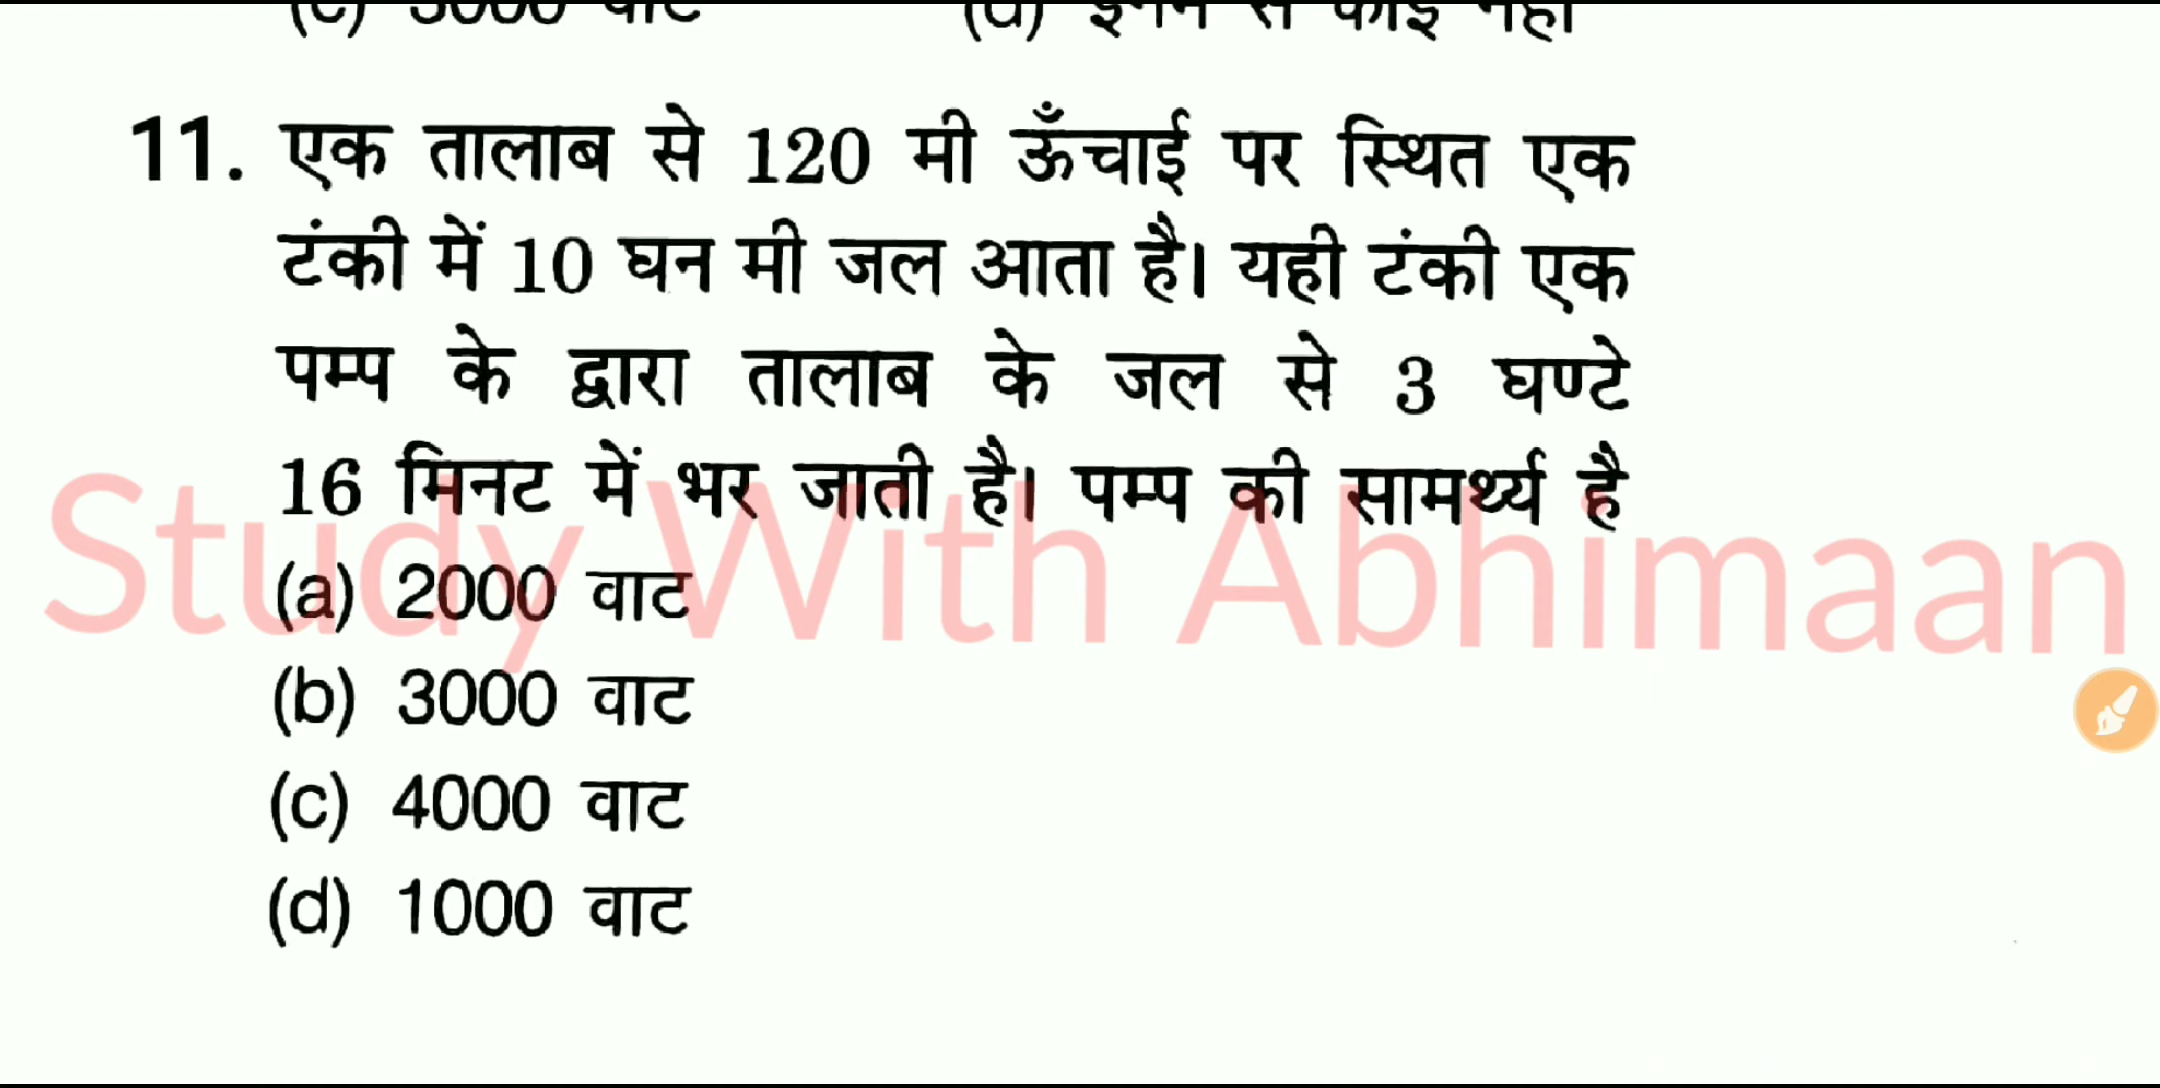 11. एक तालाब से 120 मी ऊँचाई पर स्थित एक
टंकी में 10 घन मी जल आता है। यही टंकी एक
पम्प के द्वारा तालाब के जल से 3 घण्टे
16 मिनट में भर जाती है। पम्प की सामर्थ्य है
Study With Abhimaan
(a) 2000 वाट
(b) 3000 वाट
(c) 4000 वाट
(d) 1000 वाट